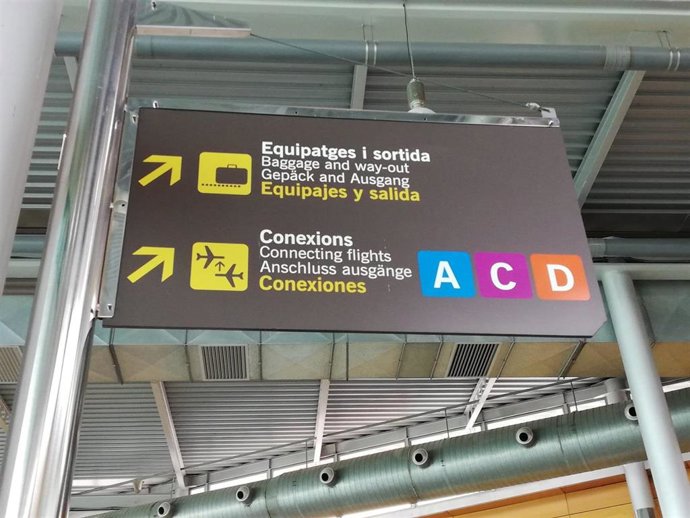 Equipatges i sortida
Baggage and way-out
Gepäck and Ausgang
Equipajes y salida
Conexions
Connecting flights
Anschluss ausgänge
Conexiones
A C D